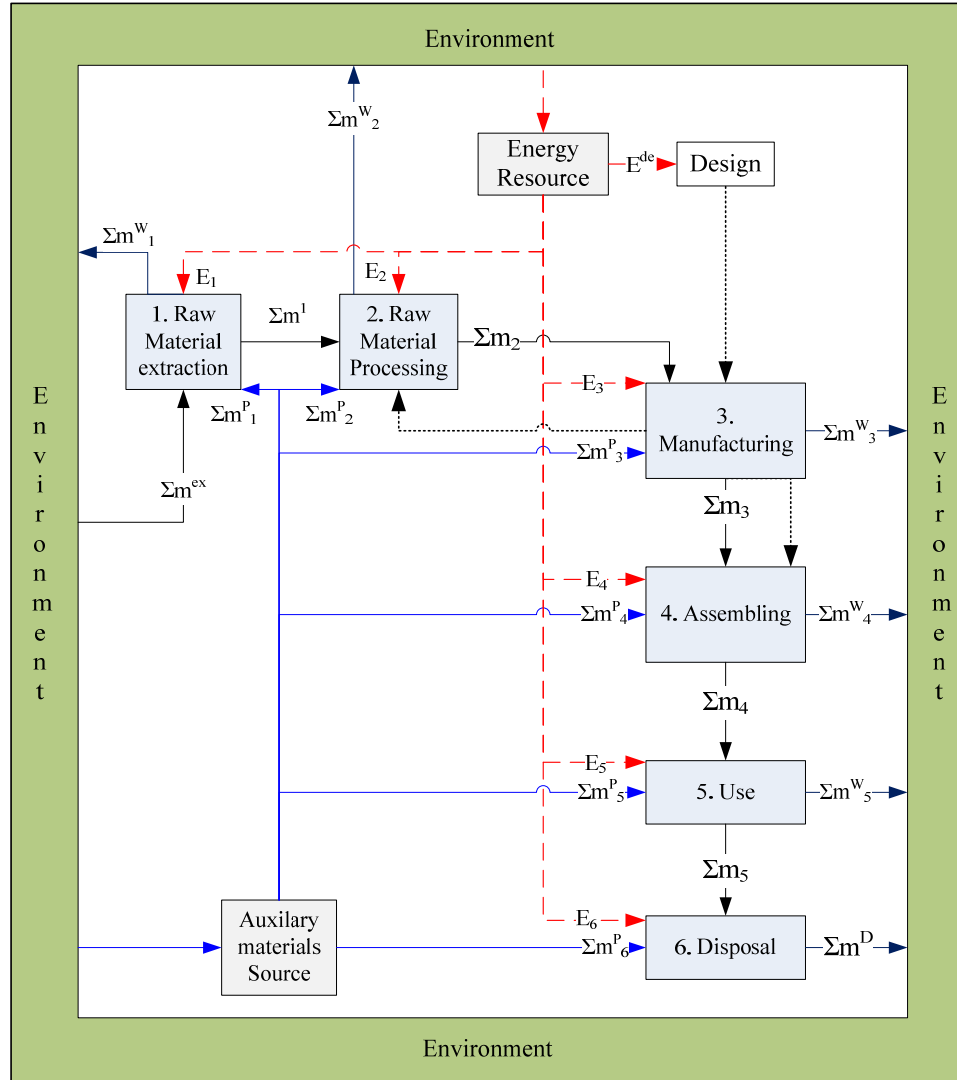 Environment
Σm^W_2
Energy
Resource
E^de
Design
Σm^W_1
E_1
E_2
1. Raw
Material
extraction
Σm^1
2. Raw
Material
Processing
Σm_2
Σm^P_1
Σm^P_2
E_3
3.
Manufacturing
Σm^W_3
Σm^P_3
Σm^ex
Σm_3
Environment
Environment
E_4
Σm^P_4
4. Assembling
Σm^W_4
Σm_4
E_5
Σm^P_5
5. Use
Σm^W_5
Σm_5
Auxilary
materials
Source
E_6
Σm^P_6
6. Disposal
Σm^D
Environment